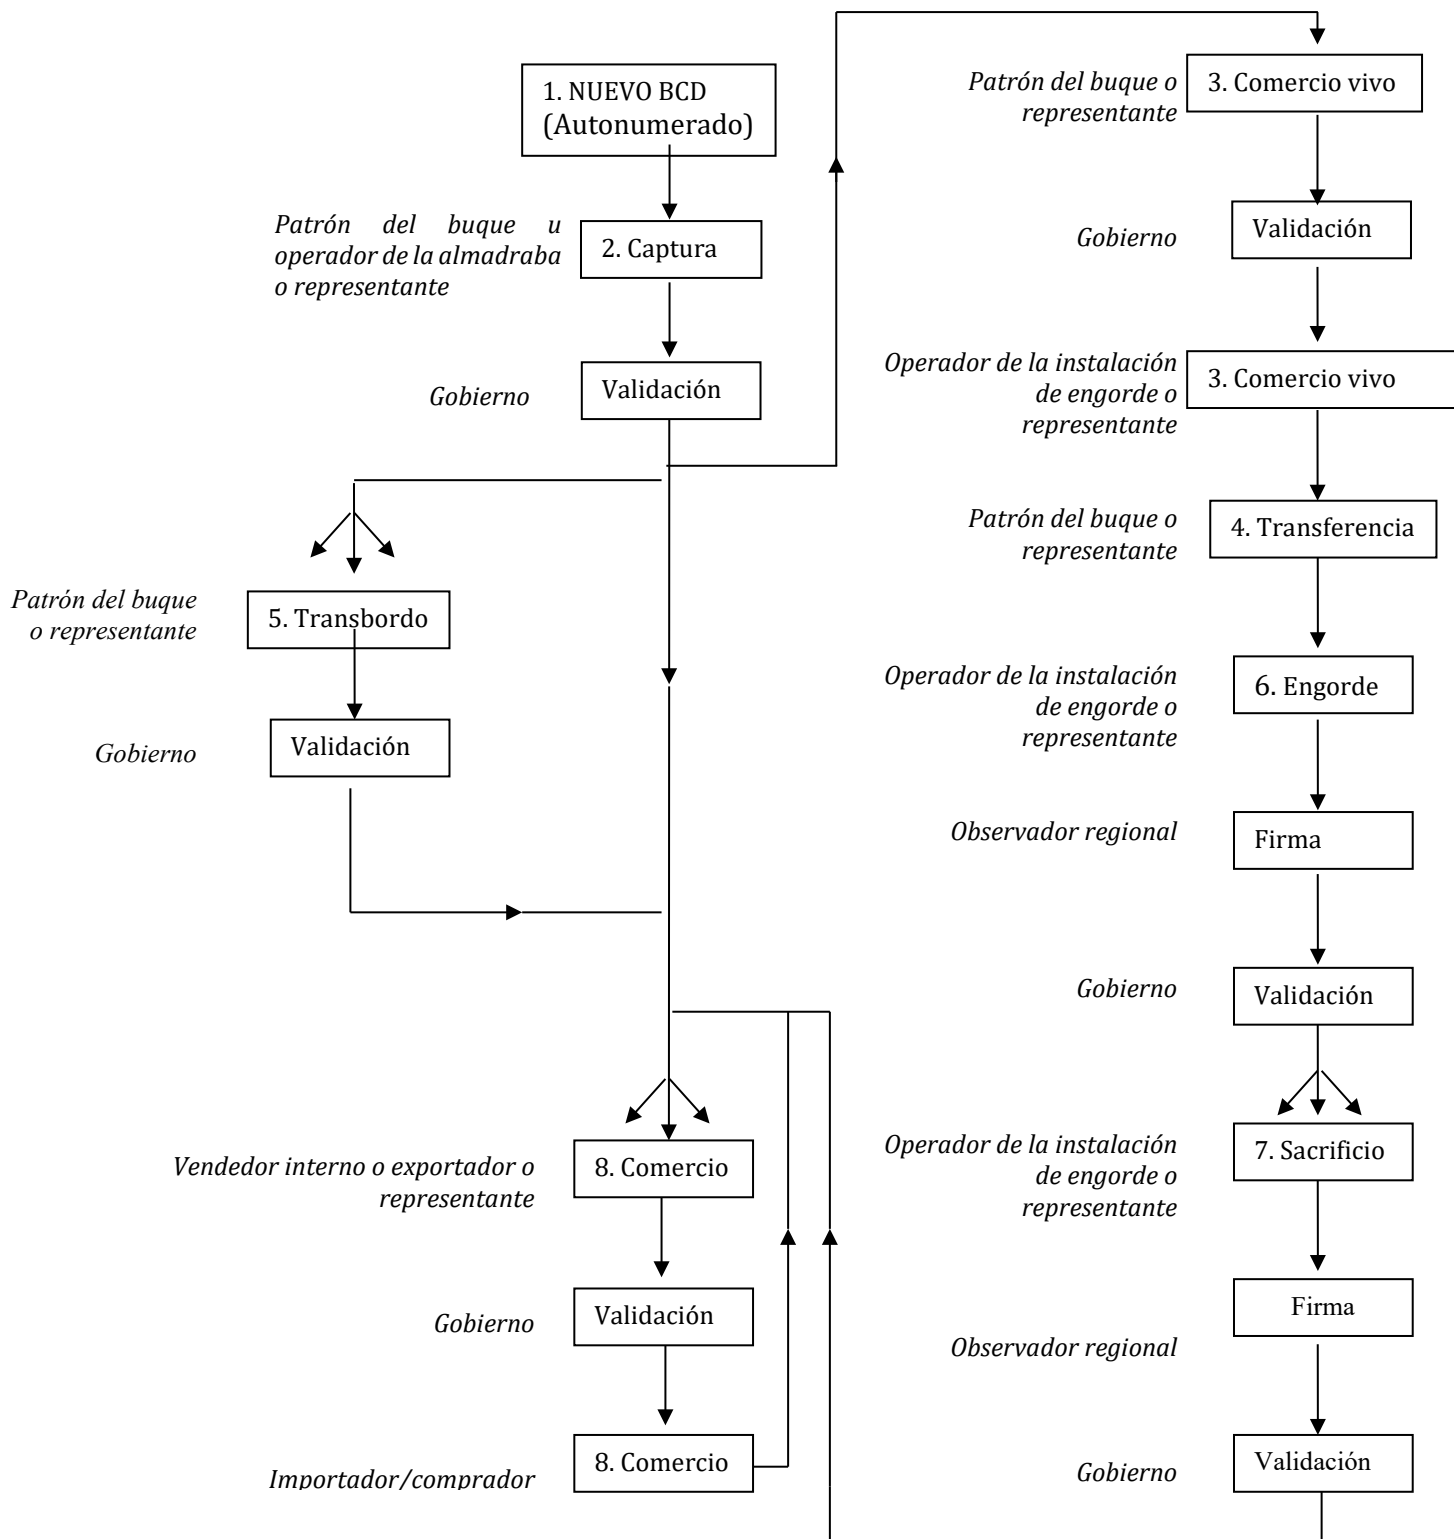 1. NUEVO BCD
(Autonumerado)
Patrón del buque u
operador de la almadraba
o representante
2. Captura
Gobierno
Validación
Patrón del buque
o representante
5. Transbordo
Gobierno
Validación
Vendedor interno o exportador o
representante
8. Comercio
Gobierno
Validación
Importador/comprador
8. Comercio
Patrón del buque o
representante
3. Comercio vivo
Gobierno
Validación
Operador de la instalación
de engorde o
representante
3. Comercio vivo
Patrón del buque o
representante
4. Transferencia
Operador de la instalación
de engorde o
representante
6. Engorde
Observador regional
Firma
Gobierno
Validación
Operador de la instalación
de engorde o
representante
7. Sacrificio
Firma
Observador regional
Gobierno
Validación